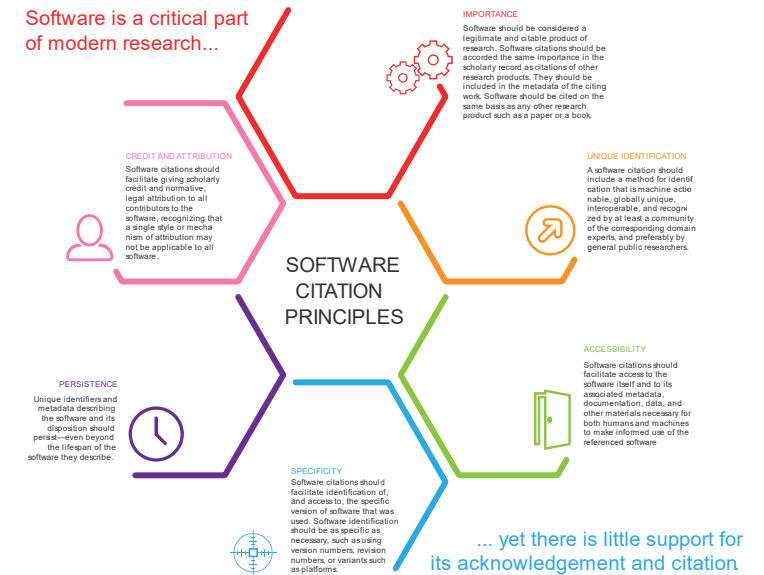 Software is a critical part
of modern research...
IMPORTANCE
Software should be considered a
legitimate and citable product of
research. Software citations should be
accorded the same importance in the
scholarly record as citations of other
research products. They should be
included in the metadata of the citing
work. Software should be cited on the
same basis as any other research
product such as a paper or a book.
CREDIT AND ATTRIBUTION
Software citations should
facilitate giving scholarly
credit and normative,
legal attribution to all
contributors to the
software, recognizing that
a single style or mecha
nism of attribution may
not be applicable to all
software.
UNIQUE IDENTIFICATION
A software citation should
include a method for identif
cation that is machine actio
nable, globally unique,
interoperable, and recogni
zed by at least a community
of the corresponding domain
experts, and preferably by
general public researchers.
SOFTWARE
CITATION
PRINCIPLES
ACCESSIBILITY
Software citations should
facilitate access to the
software itself and to its
associated metadata,
documentation, data, and
other materials necessary for
both humans and machines
to make informed use of the
referenced software
PERSISTENCE
Unique identifiers and
metadata describing
the software and its
disposition should
persist—even beyond
the lifespan of the
software they describe.
SPECIFICITY
Software citations should
facilitate identification of,
and access to, the specific
version of software that was
used. Software identification
should be as specific as
necessary, such as using
version numbers, revision
numbers, or variants such
as platforms.
... yet there is little support for
its acknowledgement and citation.